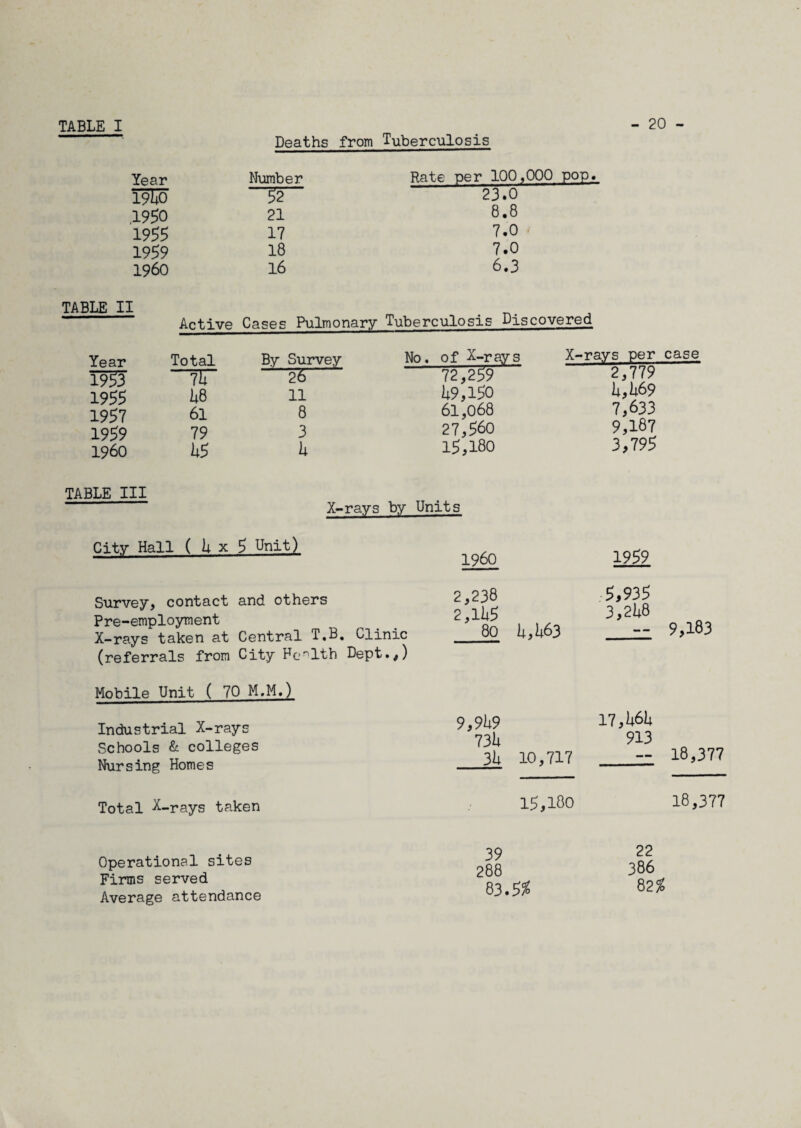 TABLE I
- 20 -
Deaths from Tuberculosis
Year Number Rate per 100,000 pop.
1940 52 23.0
1950 21 8.8
1955 17 7.0
1959 18 7.0
1960 16 6.3
TABLE II
Active Cases Pulmonary Tuberculosis Discovered
Year Total By Survey No. of X-rays X-rays per case
1953 74 26 72,259 2,779
1955 48 11 49,150 4,469
1957 61 8 61,068 7,633
1959 79 3 27,560 9,187
1960 45 4 15,180 3,795
TABLE III
X-rays by Units
City Hall ( 4 x 5 Unit)
1960 1959
Survey, contact and others 2,238 5,935
Pre-employment 2,145 3,248
X-rays taken at Central T.B. Clinic 80 4,463 -- 9,183
(referrals from City Health Dept.,)
Mobile Unit ( 70 M.M.)
Industrial X-rays 9,949 17,464
Schools & colleges 734 913
Nursing Homes 34 10,717 -- 18,377
Total X-rays taken 15,180 18,377
Operational sites 39 22
Firms served 288 386
Average attendance 83.5% 82%